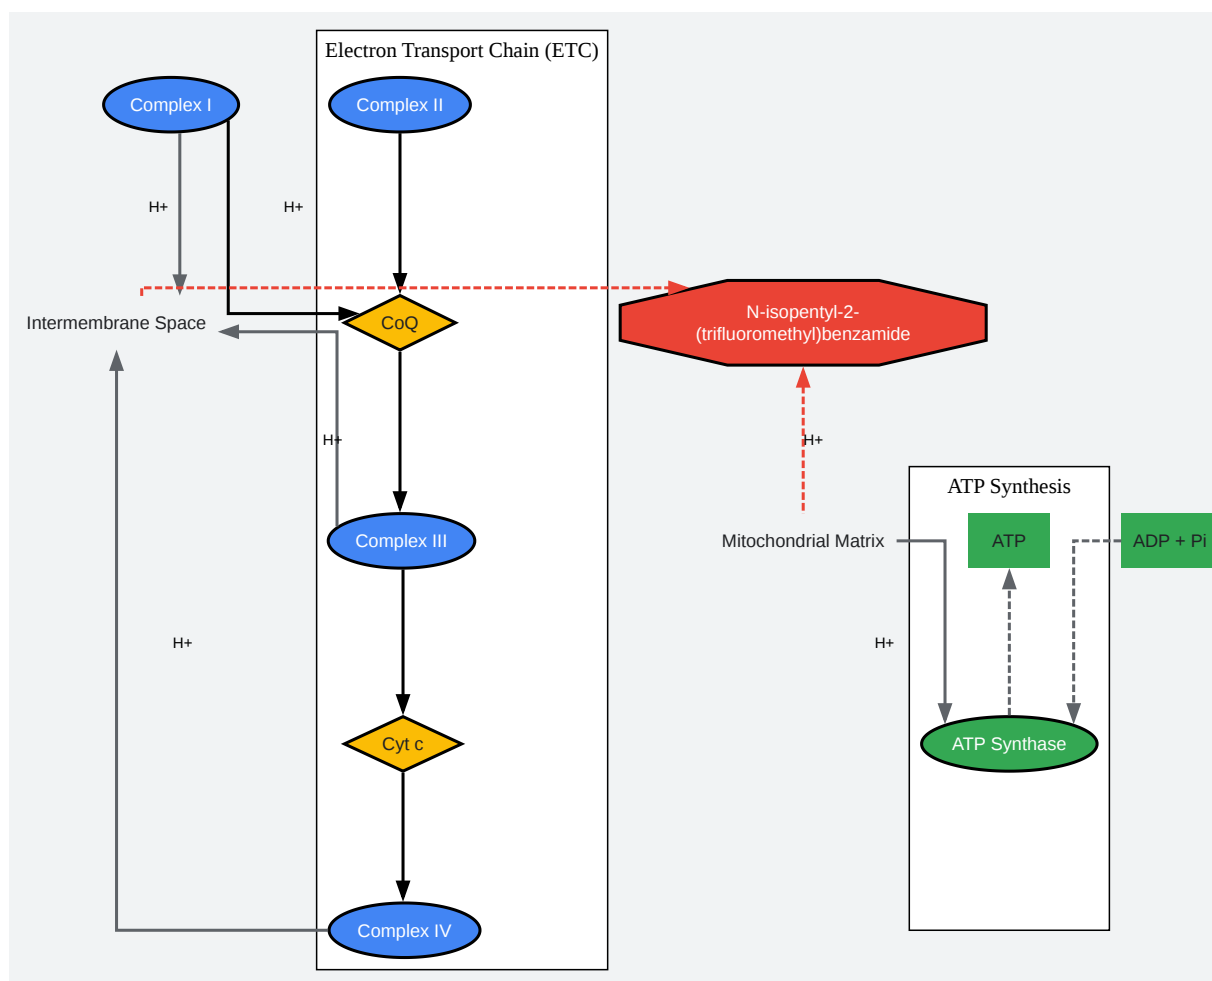 Electron Transport Chain (ETC)
Complex I
Complex II
H+
H+
N-isopentyl-2-
(trifluoromethyl)benzamide
Intermembrane Space
CoQ
H+
H+
ATP Synthesis
Complex III
Mitochondrial Matrix
ATP
ADP + Pi
H+
H+
Cyt c
ATP Synthase
Complex IV